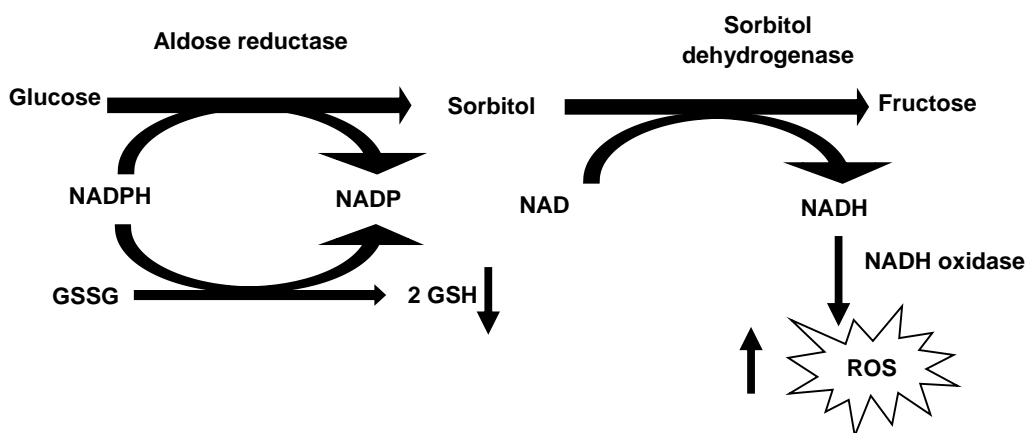 Aldose reductase
Sorbitol
dehydrogenase
Glucose
Sorbitol
Fructose
NADPH
NADP
NAD
NADH
NADH oxidase
GSSG
2 GSH
ROS